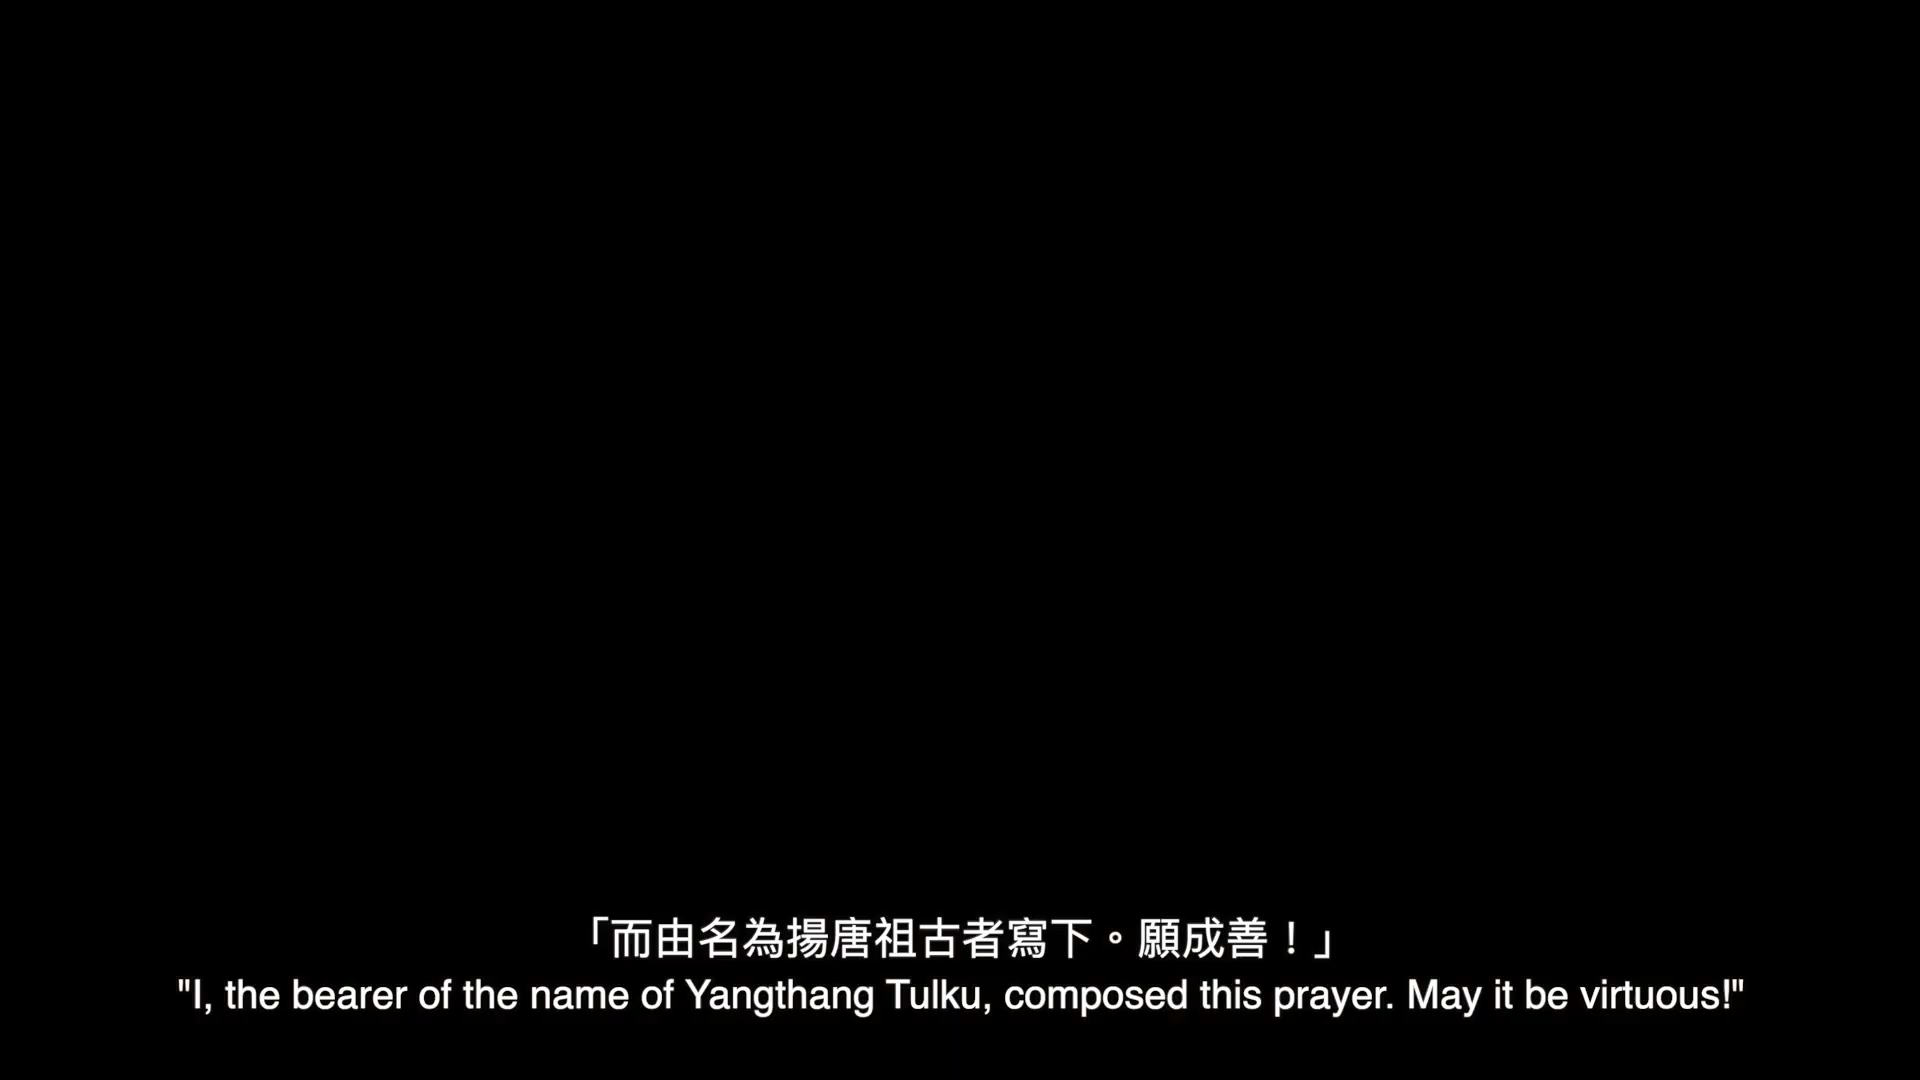 「而由名為揚唐祖古者寫下。願成善！」
"I, the bearer of the name of Yangthang Tulku, composed this prayer. May it be virtuous!"